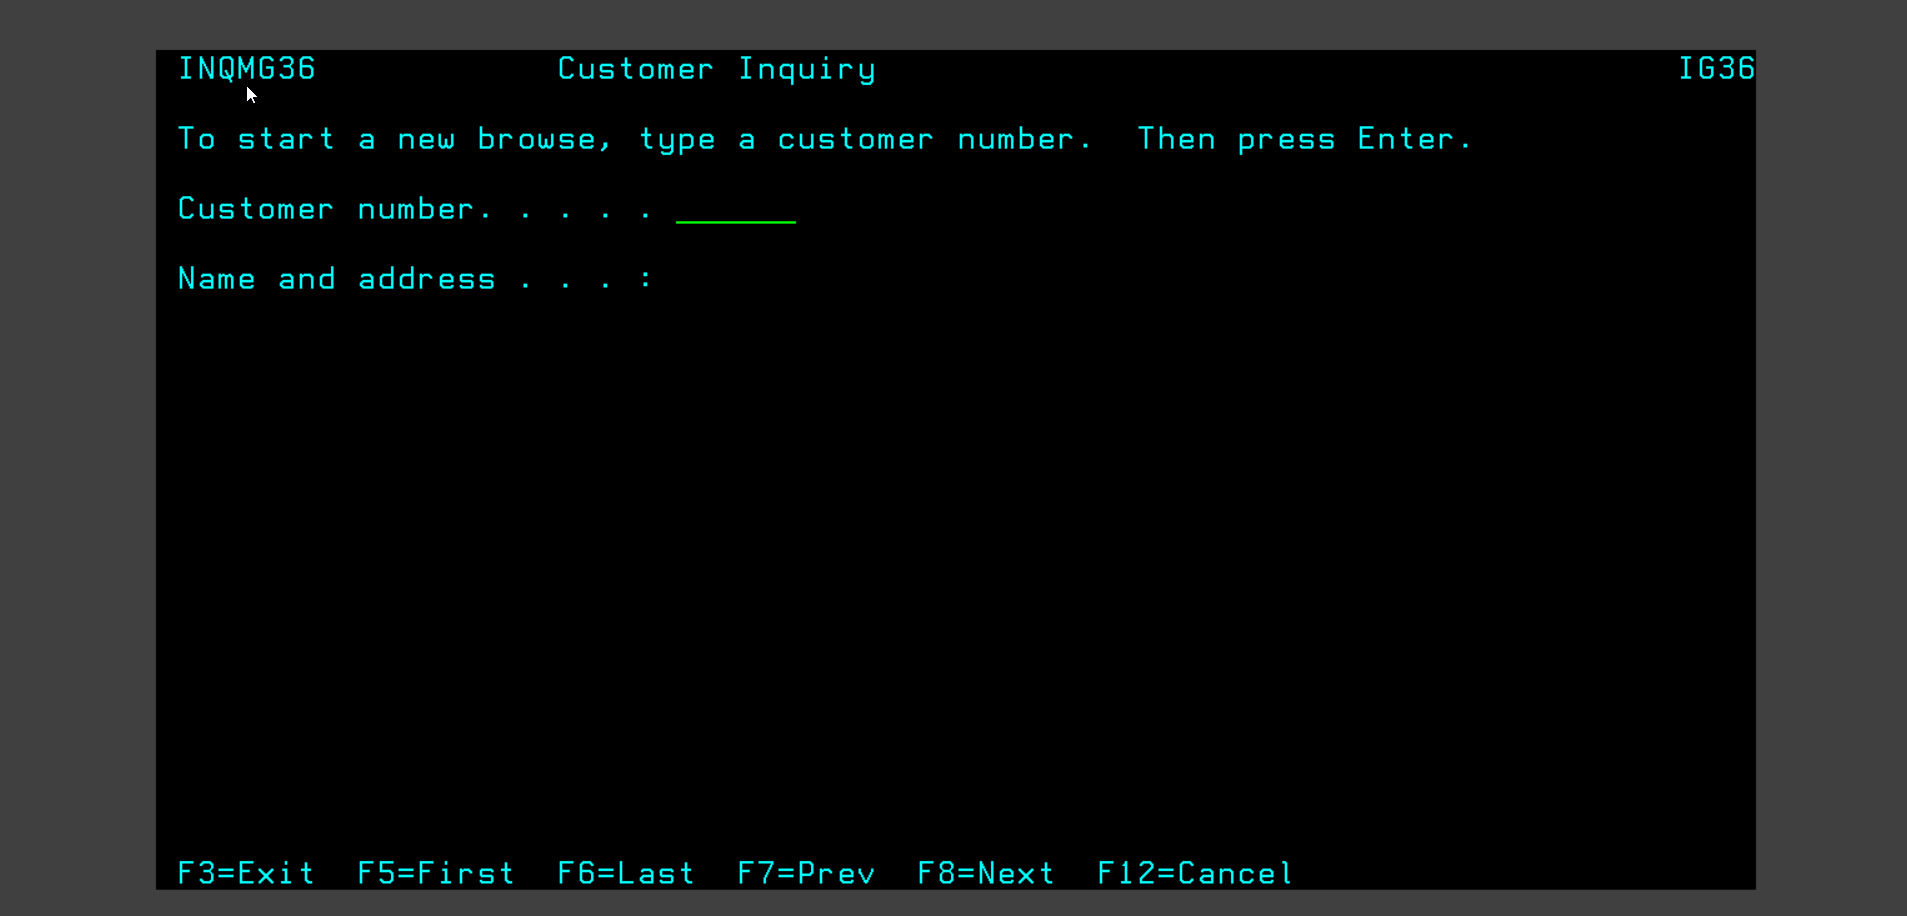 INQMG36 Customer Inquiry IG36
To start a new browse, type a customer number.  Then press Enter.
Customer number. . . . .
Name and address . . . :
F3=Exit  F5=First  F6=Last  F7=Prev  F8=Next  F12=Cancel